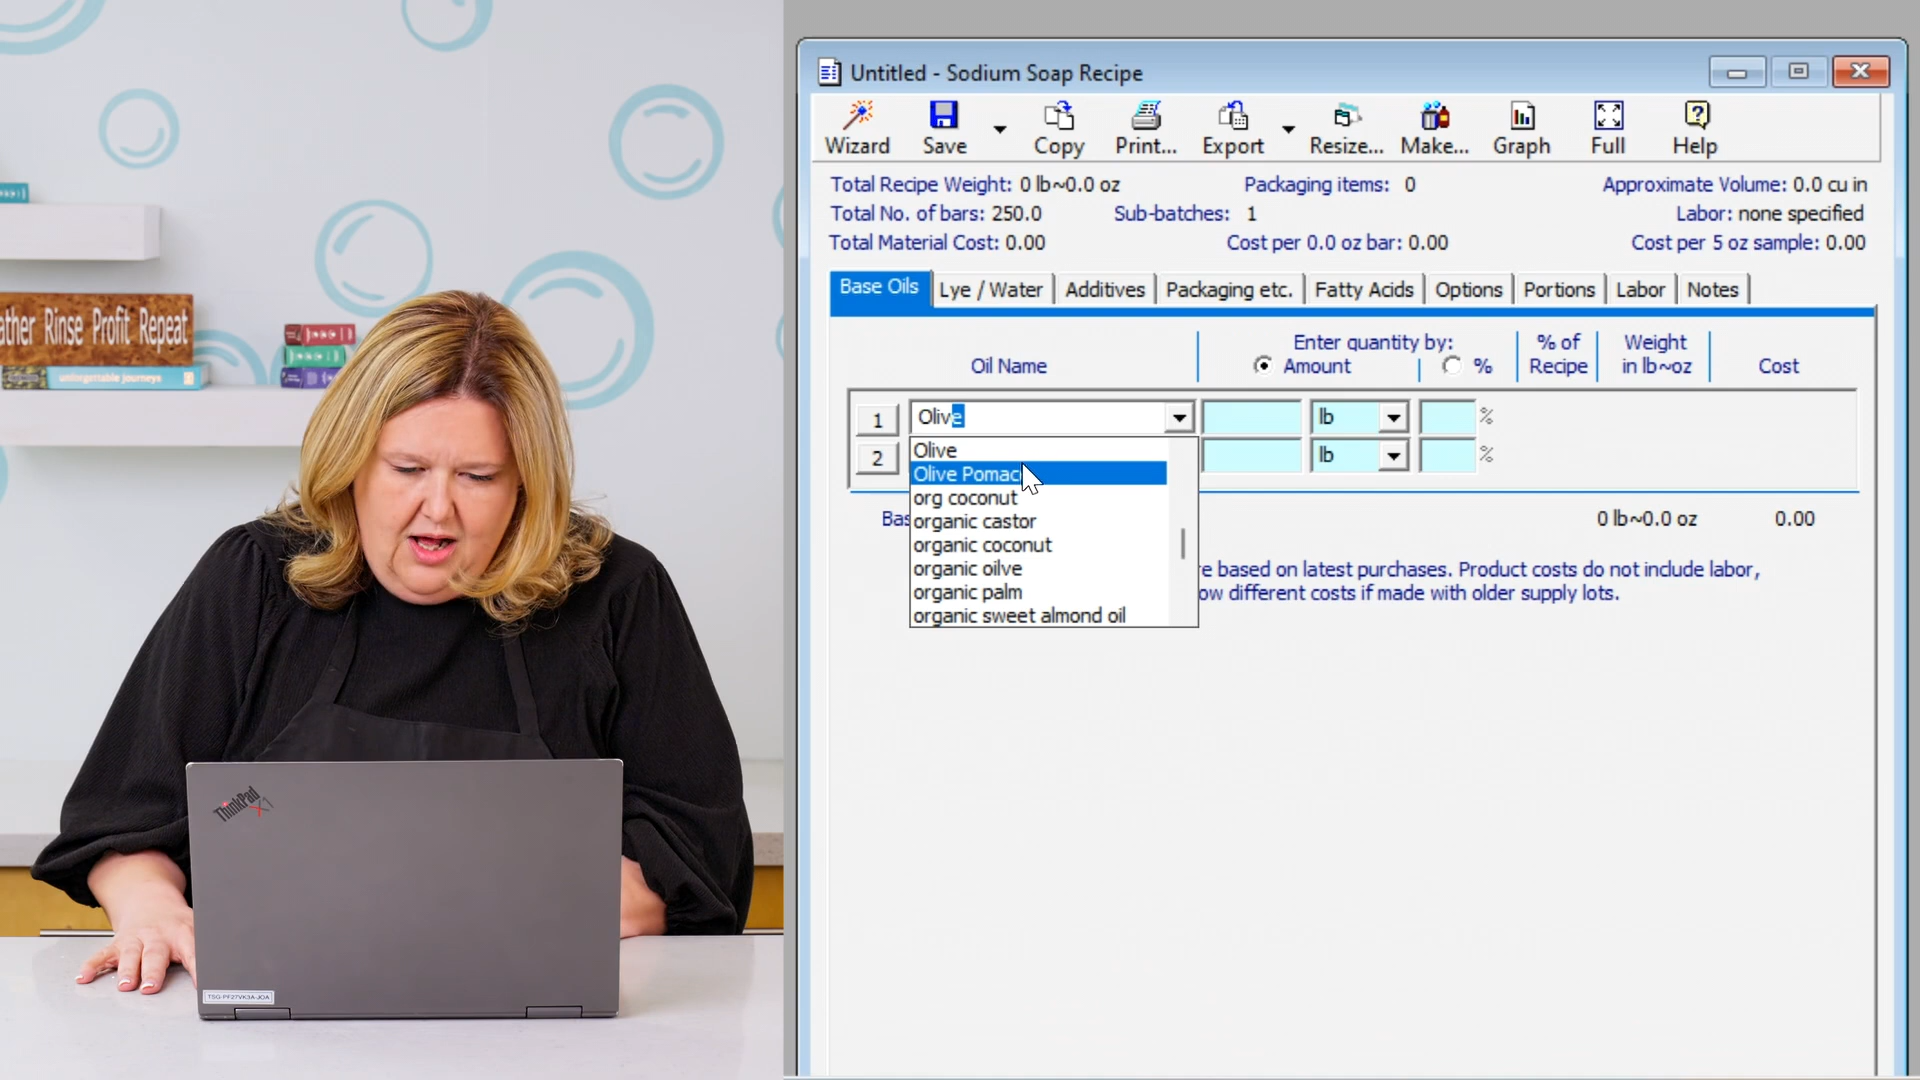 ather Rinse Profit Repeat
unforgettable journeys
ThinkPad
X1
TSG-PF27VK3A-JOA
Untitled - Sodium Soap Recipe
Wizard Save Copy Print... Export Resize... Make... Graph Full Help
Total Recipe Weight: 0 lb~0.0 oz Packaging items: 0 Approximate Volume: 0.0 cu in
Total No. of bars: 250.0 Sub-batches: 1 Labor: none specified
Total Material Cost: 0.00 Cost per 0.0 oz bar: 0.00 Cost per 5 oz sample: 0.00
Base Oils Lye / Water Additives Packaging etc. Fatty Acids Options Portions Labor Notes
Enter quantity by: % of Weight
Oil Name Amount % Recipe in lb~oz Cost
1 Olive lb %
Olive
2 lb %
Olive Pomac
org coconut
Bas 0 lb~0.0 oz 0.00
organic castor
organic coconut
organic oilve
re based on latest purchases. Product costs do not include labor,
organic palm
ow different costs if made with older supply lots.
organic sweet almond oil